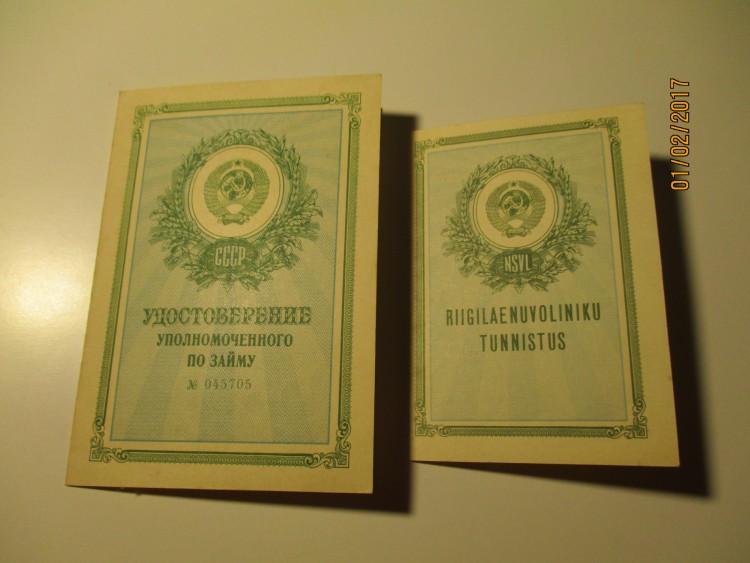 СССР
УДОСТОВЕРЕНИЕ
УПОЛНОМОЧЕННОГО
ПО ЗАЙМУ
№ 045705
NSVL
RIIGILAENUVOLINIKU
TUNNISTUS
01/02/2017